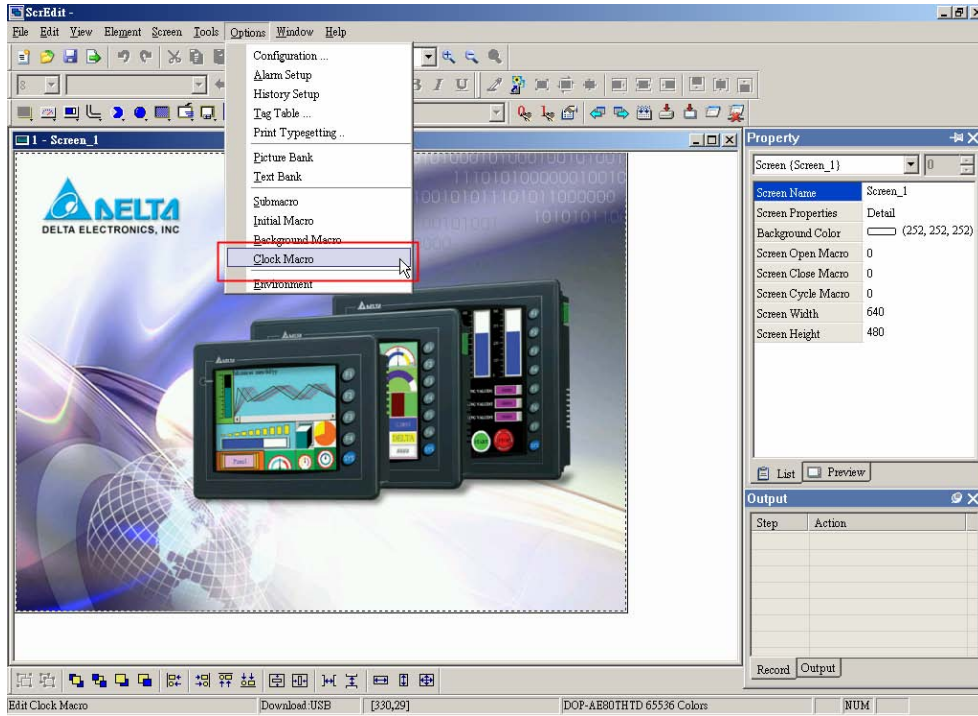 ScrEdit -
File Edit View Element Screen Tools Options Window Help
Configuration ...
Alarm Setup
History Setup
Tag Table ...
Print Typegetting ..
Picture Bank
Text Bank
Submacro
Initial Macro
Background Macro
Clock Macro
Environment
8
B I U
1 - Screen_1
DELTA
DELTA ELECTRONICS, INC
Property
Screen {Screen_1}
0
Screen Name Screen_1
Screen Properties Detail
Background Color (252, 252, 252)
Screen Open Macro 0
Screen Close Macro 0
Screen Cycle Macro 0
Screen Width 640
Screen Height 480
List Preview
Output
Step Action
Record Output
Edit Clock Macro Download:USB [330,29] DOP-AE80THTD 65536 Colors NUM